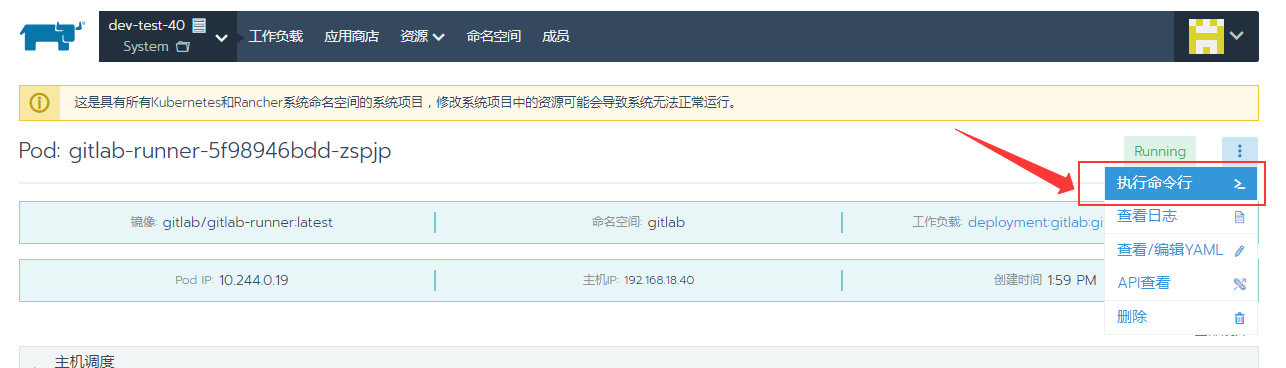 dev-test-40
System
工作负载 应用商店 资源 命名空间 成员
这是具有所有Kubernetes和Rancher系统命名空间的系统项目，修改系统项目中的资源可能会导致系统无法正常运行。
Pod: gitlab-runner-5f98946bdd-zspjp
Running
执行命令行
镜像: gitlab/gitlab-runner:latest 命名空间: gitlab 工作负载: deployment:gitlab:gi
查看日志
查看/编辑YAML
Pod IP: 10.244.0.19 主机IP: 192.168.18.40 创建时间 1:59 PM
API查看
删除
主机调度